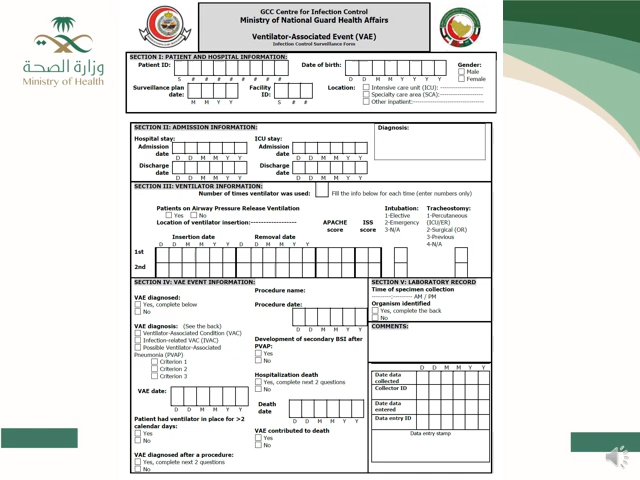 GCC Centre for Infection Control
Ministry of National Guard Health Affairs
Ventilator-Associated Event (VAE)
Infection Control Surveillance Form
وزارة الصحة
Ministry of Health
SECTION I: PATIENT AND HOSPITAL INFORMATION:
Patient ID:
S # # # # # # # #
Date of birth:
D D M M Y Y Y Y
Gender:
Male
Female
Surveillance plan date:
M M Y Y
Facility ID:
S # #
Location:
Intensive care unit (ICU): 
Specialty care area (SCA):
Other inpatient:
SECTION II: ADMISSION INFORMATION:
Diagnosis:
Hospital stay:
ICU stay:
Admission date
D D M M Y Y
Admission date
D D M M Y Y
Discharge date
D D M M Y Y
Discharge date
D D M M Y Y
SECTION III: VENTILATOR INFORMATION:
Number of times ventilator was used:
Fill the info below for each time (enter numbers only)
Patients on Airway Pressure Release Ventilation
Yes No
Location of ventilator insertion:
APACHE score
ISS score
Intubation:
1-Elective
2-Emergency
3-N/A
Tracheostomy:
1-Percutaneous
(ICU/ER)
2-Surgical (OR)
3-Previous
4-N/A
Insertion date
Removal date
D D M M Y Y D D M M Y Y
1st
2nd
SECTION IV: VAE EVENT INFORMATION:
VAE diagnosed:
Yes, complete below
No
VAE diagnosis: (See the back)
Ventilator-Associated Condition (VAC)
Infection-related VAC (IVAC)
Possible Ventilator-Associated
Pneumonia (PVAP)
Criterion 1
Criterion 2
Criterion 3
VAE date:
D D M M Y Y
Patient had ventilator in place for >2
calendar days:
Yes
No
VAE diagnosed after a procedure:
Yes, complete next 2 questions
No
Procedure name:
Procedure date:
D D M M Y Y
Development of secondary BSI after
PVAP:
Yes
No
Hospitalization death
Yes, complete next 2 questions
No
Death date
D D M M Y Y
VAE contributed to death
Yes
No
SECTION V: LABORATORY RECORD
Time of specimen collection
AM / PM
Organism identified
Yes, complete the back
No
COMMENTS:
D D M M Y Y
Date data collected
Collector ID
Date data entered
Data entry ID
Data entry stamp